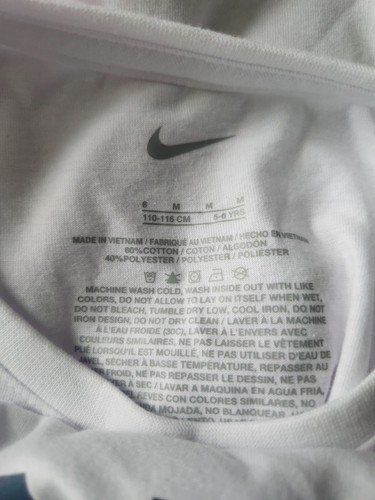 6 M M M
110-116 CM 5-6 YRS
MADE IN VIETNAM / FABRIQUÉ AU VIETNAM / HECHO EN VIETNAM
60%COTTON / COTON / ALGODÓN
40%POLYESTER / POLYESTER / POLIÉSTER
MACHINE WASH COLD, WASH INSIDE OUT WITH LIKE
COLORS, DO NOT ALLOW TO LAY ON ITSELF WHEN WET,
DO NOT BLEACH, TUMBLE DRY LOW, COOL IRON, DO NOT
IRON DESIGN, DO NOT DRY CLEAN / LAVER À LA MACHINE
À L'EAU FROIDE (30C), LAVER À L'ENVERS AVEC
COULEURS SIMILAIRES, NE PAS LAISSER LE VÊTEMENT
PLIÉ LORSQU'IL EST MOUILLÉ, NE PAS UTILISER D'EAU DE
JAVEL, SÉCHER À BASSE TEMPÉRATURE, REPASSER AU
FER FROID, NE PAS REPASSER LE DESSIN, NE PAS
À SEC / LAVAR A MAQUINA EN AGUA FRIA,
REVES CON COLORES SIMILARES, NO
MOJADA, NO BLANQUEAR